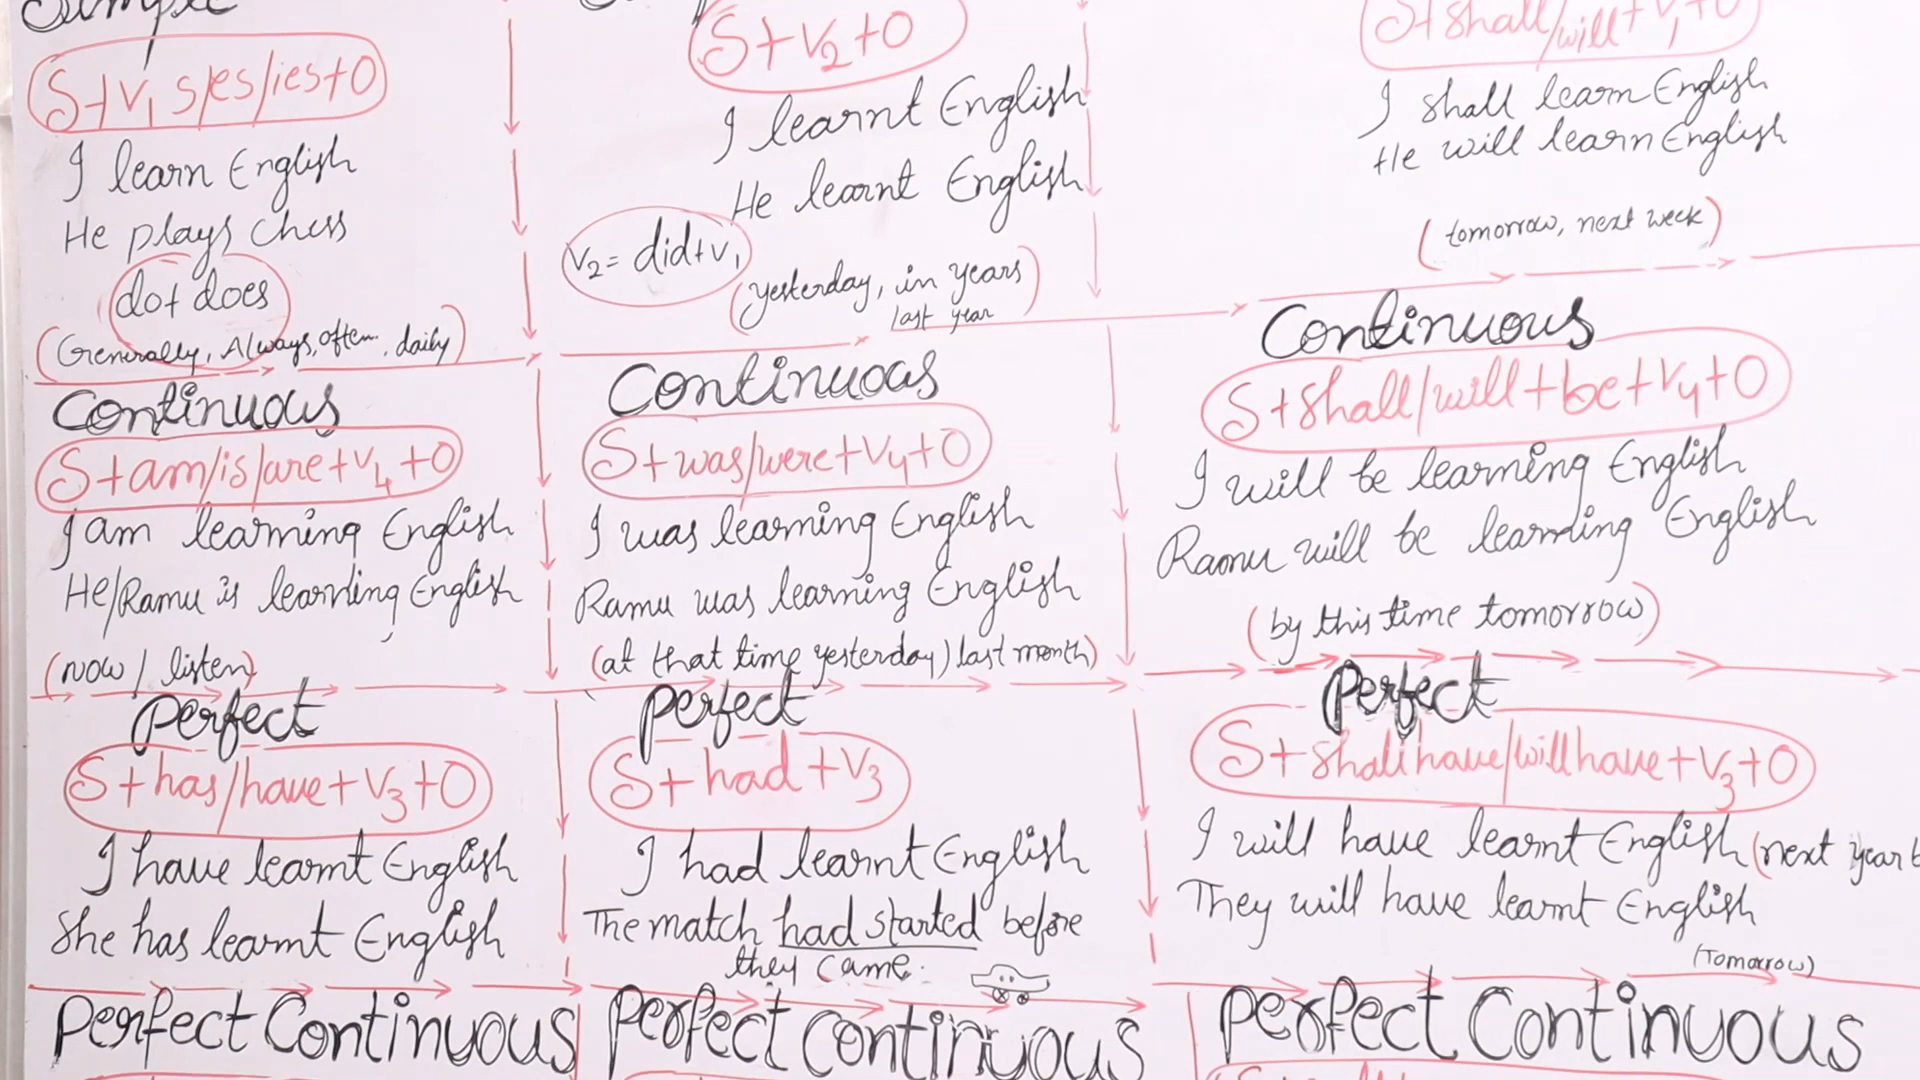 Simple
S+V1 s/es/ies+O
I learn English
He plays chess
do+does
(Generally, Always, often, daily)
Continuous
S+am/is/are+V4+O
I am learning English
He/Ramu is learning English
(now / listen)
Perfect
S+has/have+V3+O
I have learnt English
She has learnt English
Perfect Continuous
S+V2+O
I learnt English
He learnt English
V2= did+V1
(yesterday, in years)
last year
Continuous
S+was/were+V4+O
I was learning English
Ramu was learning English
(at that time yesterday) last month)
Perfect
S+had+V3
I had learnt English
The match had started before
they came.
Perfect Continuous
S+shall/will+V1+O
I shall learn English
He will learn English
(tomorrow, next week)
Continuous
S+shall/will+be+V4+O
I will be learning English
Ramu will be learning English
(by this time tomorrow)
Perfect
S+shall have/will have+V3+O
I will have learnt English (next year
They will have learnt English
(Tomorrow)
Perfect Continuous